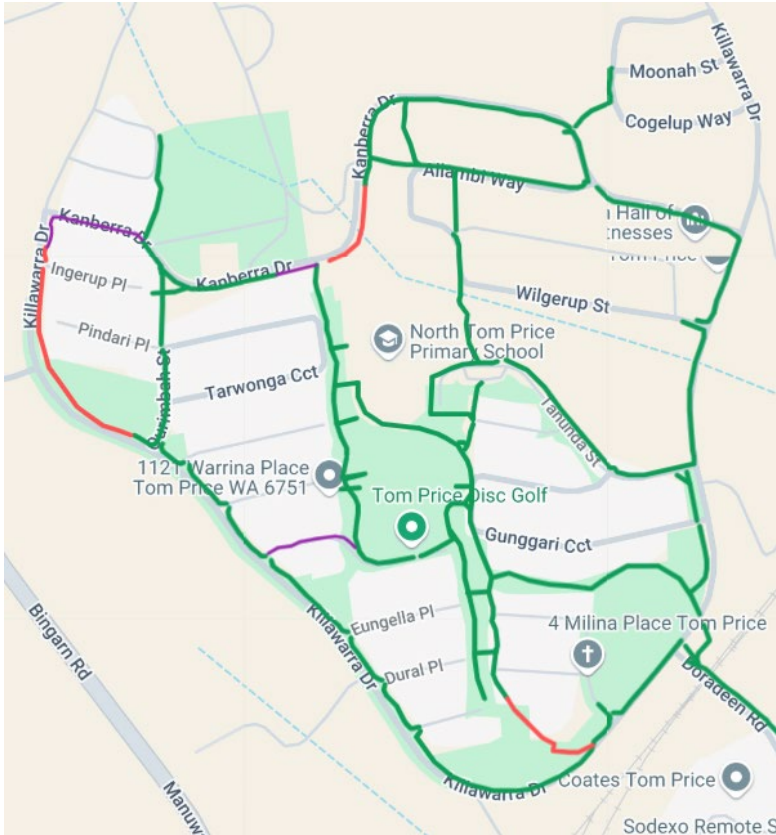 Killawarra Dr
Moonah St
Cogelup Way
Kanberra Dr
Allambi Way
Hall of
tnesses
Tom Price
Kanberra Dr
Killawarra Dr
Ingerup Pl
Kanberra Dr
Wilgerup St
Pindari Pl
North Tom Price
Primary School
Tarwonga Cct
Qurimbah St
Tanunda St
1121 Warrina Place
Tom Price WA 6751
Tom Price Disc Golf
Gunggari Cct
Bingarn Rd
Killawarra Dr
Eungella Pl
4 Milina Place Tom Price
Dural Pl
Doradeen Rd
Killawarra Dr
Coates Tom Price
Manuw
Sodexo Remote S